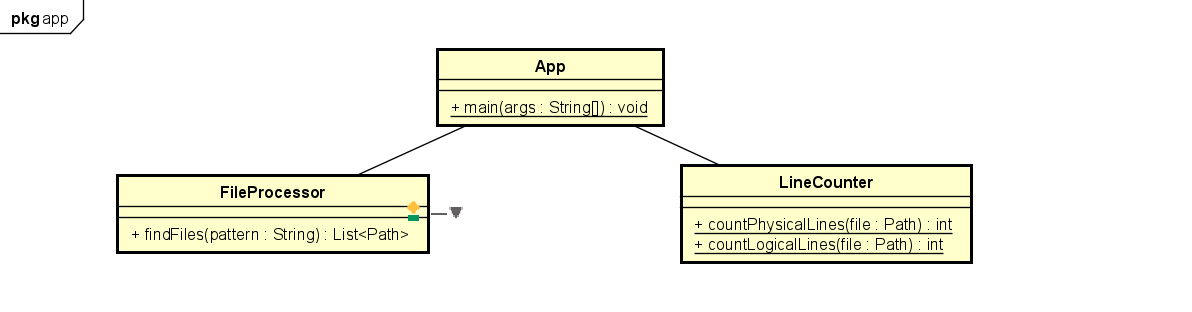 pkg app
App
+ main(args : String[]) : void
FileProcessor
+ findFiles(pattern : String) : List<Path>
LineCounter
+ countPhysicalLines(file : Path) : int
+ countLogicalLines(file : Path) : int